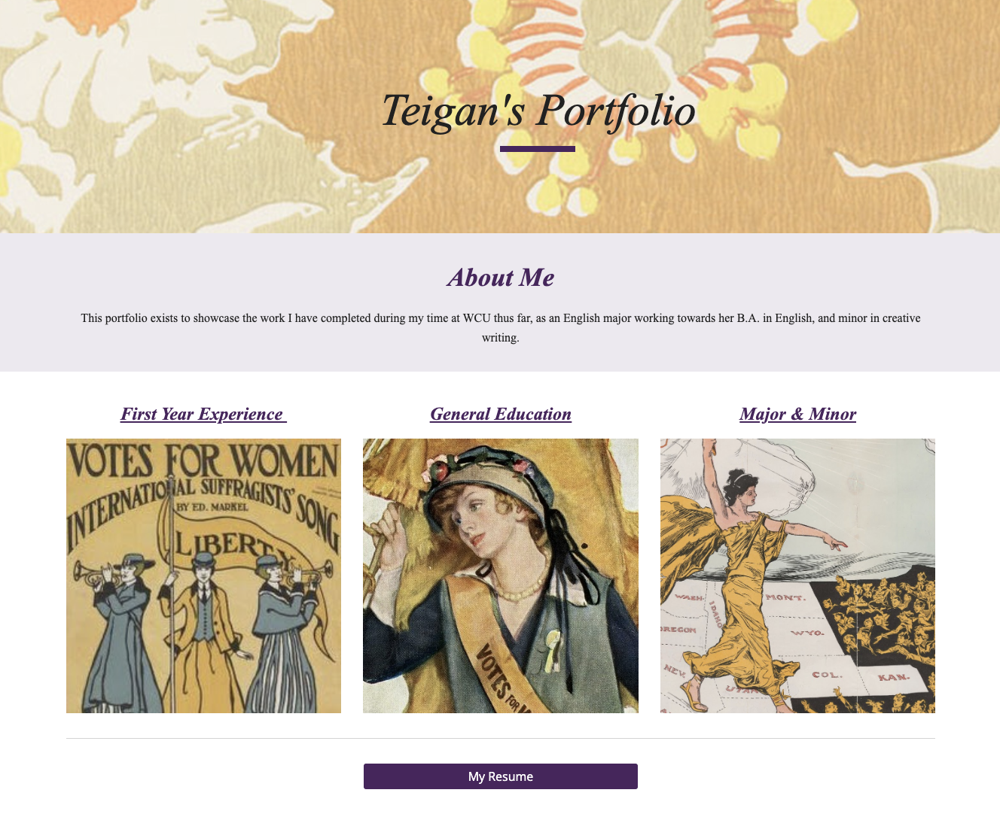 Teigan's Portfolio
About Me
This portfolio exists to showcase the work I have completed during my time at WCU thus far, as an English major working towards her B.A. in English, and minor in creative
writing.
First Year Experience
General Education
Major & Minor
VOTES FOR WOMEN
INTERNATIONAL SUFFRAGISTS' SONG
BY ED. MARKEL
LIBERTY
VOTES FOR
WASH.
IDAHO
MONT.
OREGON
WYO.
NEV.
UTAH
COL.
KAN.
My Resume